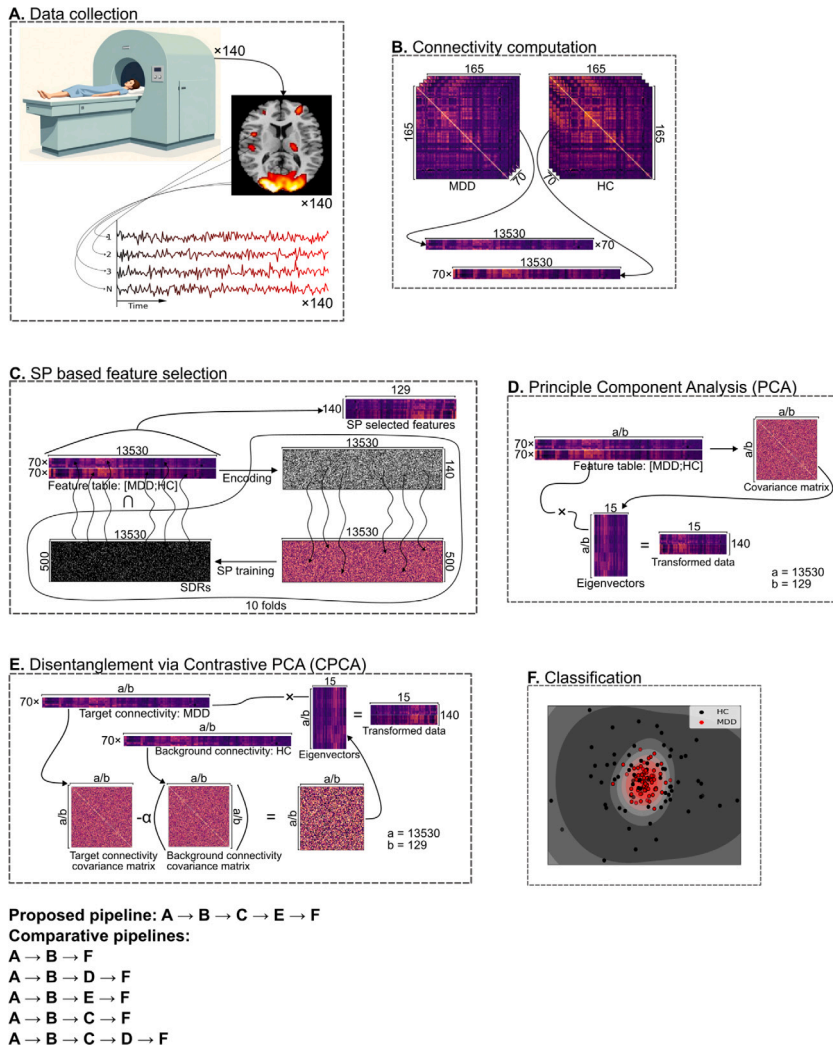 A. Data collection
×140
×140
1
2
3
N
Time
×140
B. Connectivity computation
165
165
165
165
MDD
70
70
HC
13530
×70
13530
70×
C. SP based feature selection
129
140
SP selected features
13530
13530
70×
70×
Encoding
140
Feature table: [MDD;HC]
∩
13530
13530
500
SP training
500
SDRs
10 folds
D. Principle Component Analysis (PCA)
a/b
a/b
70×
70×
a/b
Feature table: [MDD;HC]
Covariance matrix
×
15
15
a/b
=
140
Transformed data
Eigenvectors
a = 13530
b = 129
E. Disentanglement via Contrastive PCA (CPCA)
a/b
15
70×
×
15
Target connectivity: MDD
a/b
=
140
a/b
Transformed data
70×
Background connectivity: HC
Eigenvectors
a/b
a/b
a/b
a/b
-α
a/b
=
a/b
a = 13530
b = 129
Target connectivity
covariance matrix
Background connectivity
covariance matrix
F. Classification
HC
MDD
Proposed pipeline: A → B → C → E → F
Comparative pipelines:
A → B → F
A → B → D → F
A → B → E → F
A → B → C → F
A → B → C → D → F